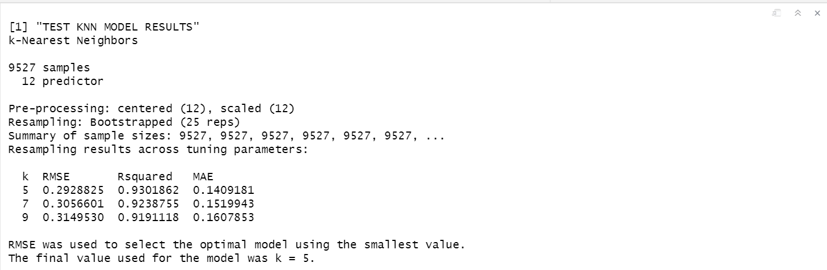 [1] "TEST KNN MODEL RESULTS"
k-Nearest Neighbors
9527 samples
12 predictor
Pre-processing: centered (12), scaled (12)
Resampling: Bootstrapped (25 reps)
Summary of sample sizes: 9527, 9527, 9527, 9527, 9527, 9527, ...
Resampling results across tuning parameters:
k RMSE Rsquared MAE
5 0.2928825 0.9301862 0.1409181
7 0.3056601 0.9238755 0.1519943
9 0.3149530 0.9191118 0.1607853
RMSE was used to select the optimal model using the smallest value.
The final value used for the model was k = 5.